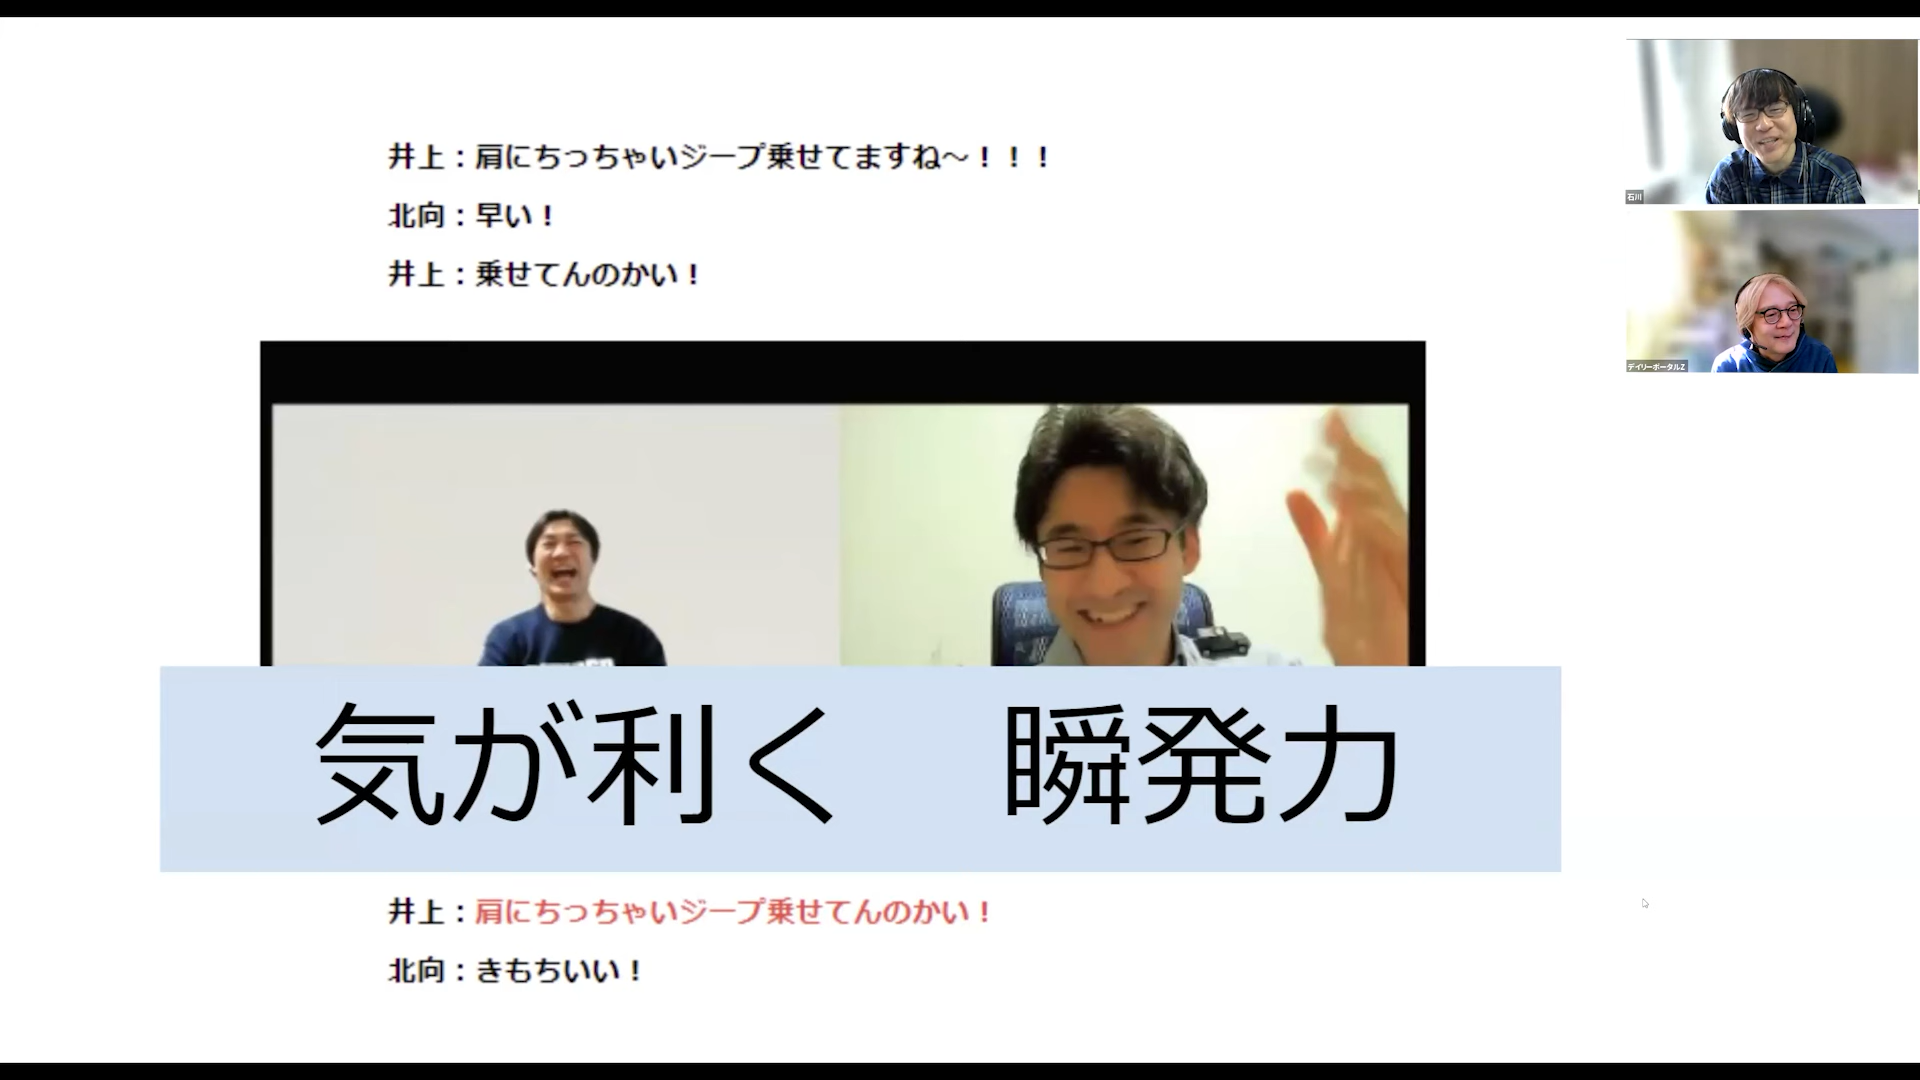 井上：肩にちっちゃいジープ乗せてますね～！！！
北向：早い！
井上：乗せてんのかい！
気が利く　瞬発力
井上：肩にちっちゃいジープ乗せてんのかい！
北向：きもちいい！
石川
デイリーポータルZ